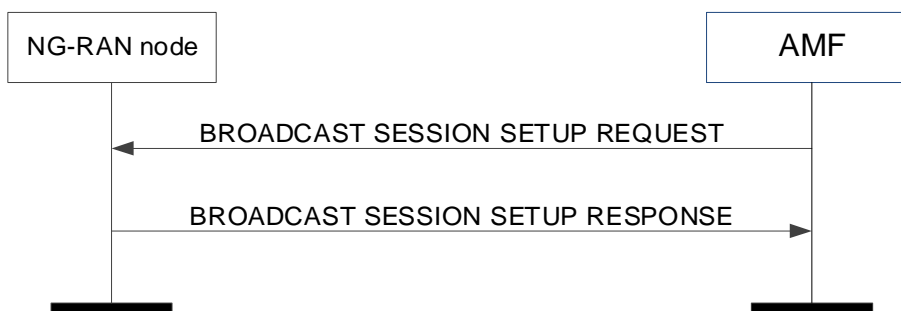 NG-RAN node
AMF
BROADCAST SESSION SETUP REQUEST
BROADCAST SESSION SETUP RESPONSE